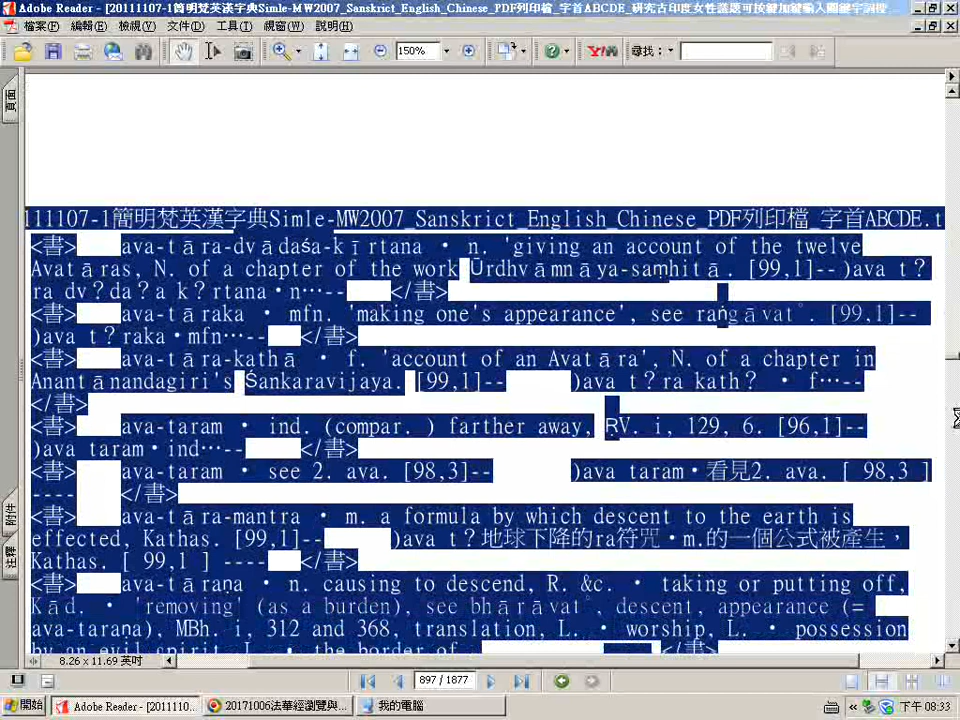 Adobe Reader - [20111107-1簡明梵英漢字典Simle-MW2007_Sanskrict_English_Chinese_PDF列印檔_字首ABCDE_研究古印度女性議題可按鍵加鍵輸入關鍵字詞搜
檔案(F) 編輯(E) 檢視(V) 文件(D) 工具(T) 視窗(W) 說明(H)
150% Y! 尋找:
頁面
111107-1簡明梵英漢字典Simle-MW2007_Sanskrict_English_Chinese_PDF列印檔_字首ABCDE.t
<書> ava-tāra-dvādaśa-kīrtana • n. 'giving an account of the twelve
Avatāras, N. of a chapter of the work Ūrdhvāmnāya-saṃhitā. [99,1]-- )ava t?
ra dv?da?a k?rtana•n…-- </書>
<書> ava-tāraka • mfn. 'making one's appearance', see raṅgāvat°. [99,1]--
)ava t?raka•mfn…-- </書>
<書> ava-tāra-kathā • f. 'account of an Avatāra', N. of a chapter in
Anantānandagiri's Śankaravijaya. [99,1]-- )ava t?ra kath? • f…--
</書>
<書> ava-taram • ind. (compar. ) farther away, ṚV. i, 129, 6. [96,1]--
)ava taram•ind…-- </書>
<書> ava-taram • see 2. ava. [98,3]-- )ava taram•看見2. ava. [ 98,3 ]
---- </書>
<書> ava-tāra-mantra • m. a formula by which descent to the earth is
effected, Kathas. [99,1]-- )ava t?地球下降的ra符咒•m.的一個公式被產生，
Kathas. [ 99,1 ] ---- </書>
<書> ava-tāraṇa • n. causing to descend, R. &c. • taking or putting off,
Kād. • 'removing' (as a burden), see bhārāvat°, descent, appearance (=
ava-taraṇa), MBh. i, 312 and 368, translation, L. • worship, L. • possession
by an evil spirit, L. • the border of </書>
附件
注釋
8.26 x 11.69 英吋
897 / 1877
開始 Adobe Reader - [2011110... 20171006法華經瀏覽與... 我的電腦 « 下午 08:33